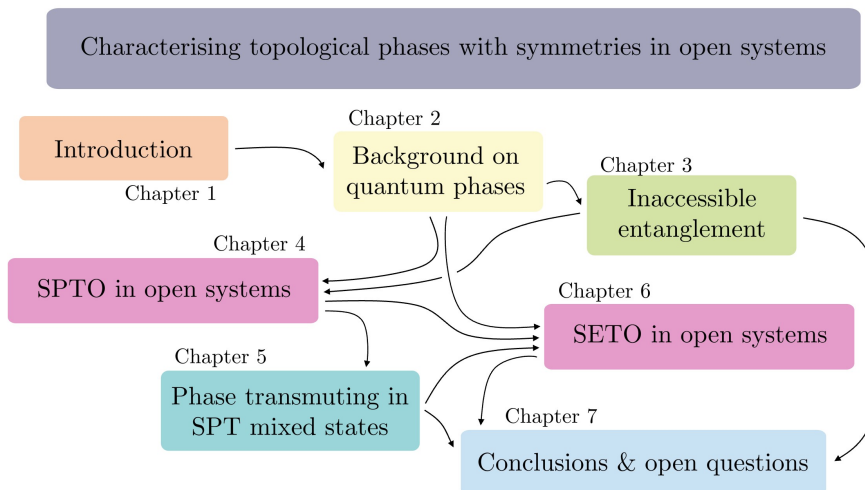 Characterising topological phases with symmetries in open systems
Introduction
Chapter 1
Chapter 2
Background on
quantum phases
Chapter 3
Inaccessible
entanglement
Chapter 4
SPTO in open systems
Chapter 5
Phase transmuting in
SPT mixed states
Chapter 6
SETO in open systems
Chapter 7
Conclusions & open questions